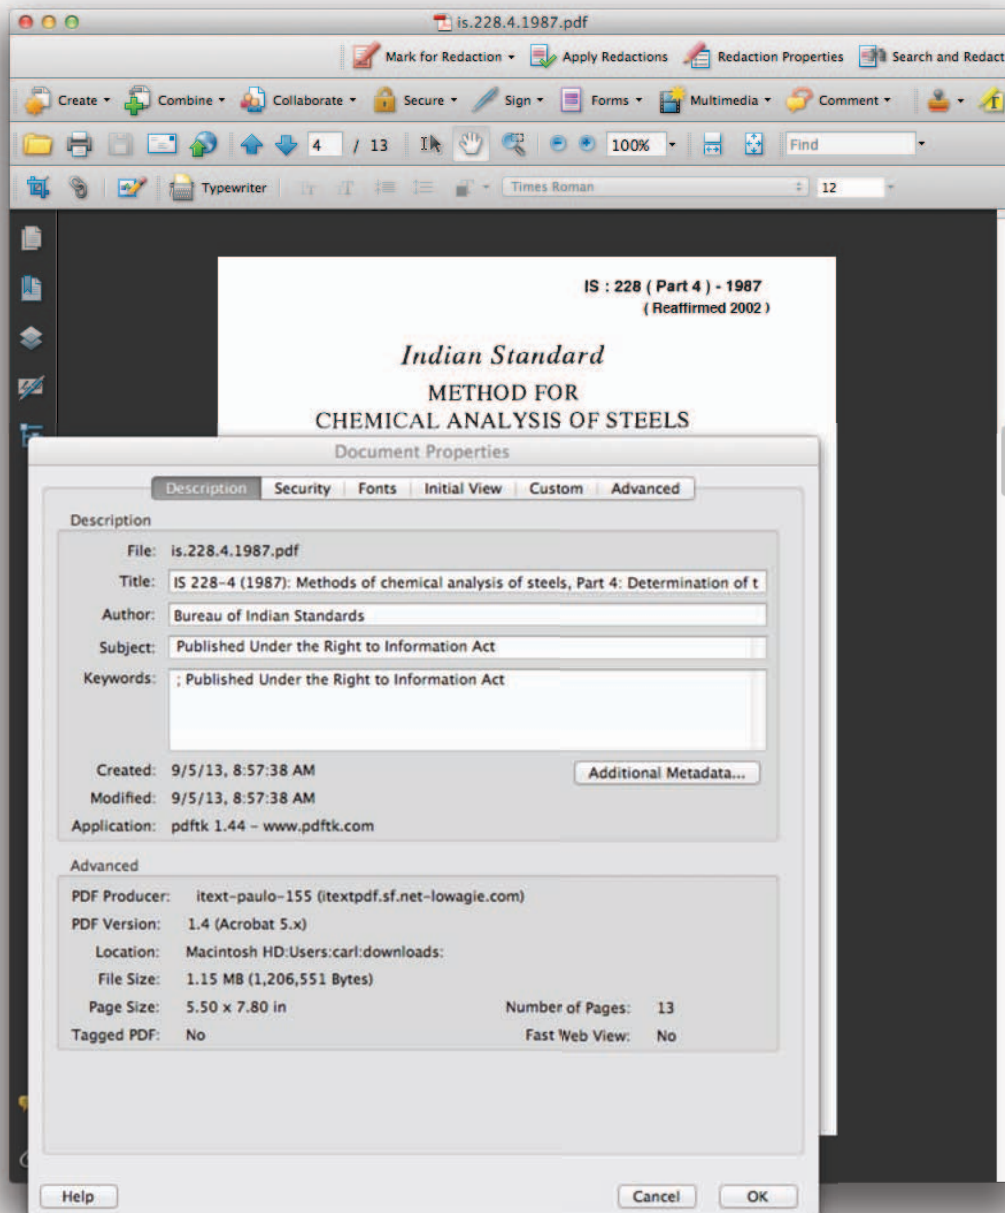 is.228.4.1987.pdf
Mark for Redaction Apply Redactions Redaction Properties Search and Redact
Create Combine Collaborate Secure Sign Forms Multimedia Comment
4 / 13 100% Find
Typewriter Times Roman 12
IS : 228 ( Part 4 ) - 1987
( Reaffirmed 2002 )
Indian Standard
METHOD FOR
CHEMICAL ANALYSIS OF STEELS
Document Properties
Description Security Fonts Initial View Custom Advanced
Description
File: is.228.4.1987.pdf
Title: IS 228-4 (1987): Methods of chemical analysis of steels, Part 4: Determination of t
Author: Bureau of Indian Standards
Subject: Published Under the Right to Information Act
Keywords: ; Published Under the Right to Information Act
Created: 9/5/13, 8:57:38 AM
Additional Metadata...
Modified: 9/5/13, 8:57:38 AM
Application: pdftk 1.44 - www.pdftk.com
Advanced
PDF Producer: itext-paulo-155 (itextpdf.sf.net-lowagie.com)
PDF Version: 1.4 (Acrobat 5.x)
Location: Macintosh HD:Users:carl:downloads:
File Size: 1.15 MB (1,206,551 Bytes)
Page Size: 5.50 x 7.80 in Number of Pages: 13
Tagged PDF: No Fast Web View: No
Help Cancel OK